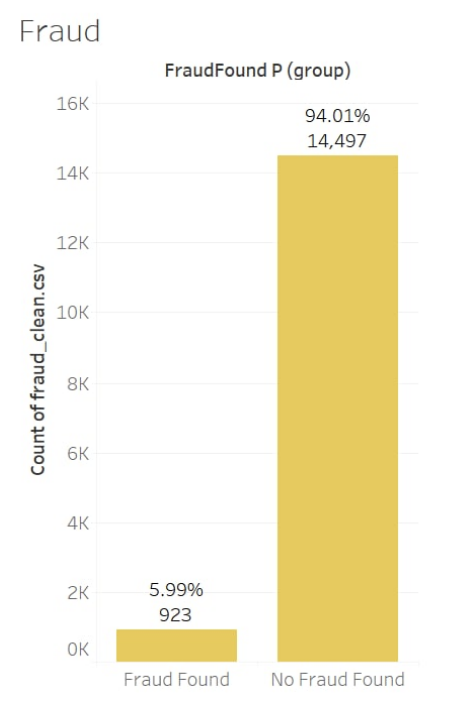 Fraud
FraudFound P (group)
Count of fraud_clean.csv
16K
14K
12K
10K
8K
6K
4K
2K
0K
5.99%
923
94.01%
14,497
Fraud Found
No Fraud Found